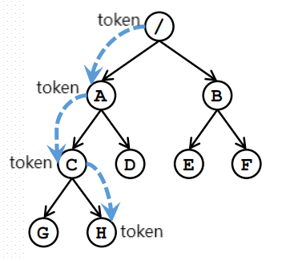 token /
token A B
token C D E F
G H token